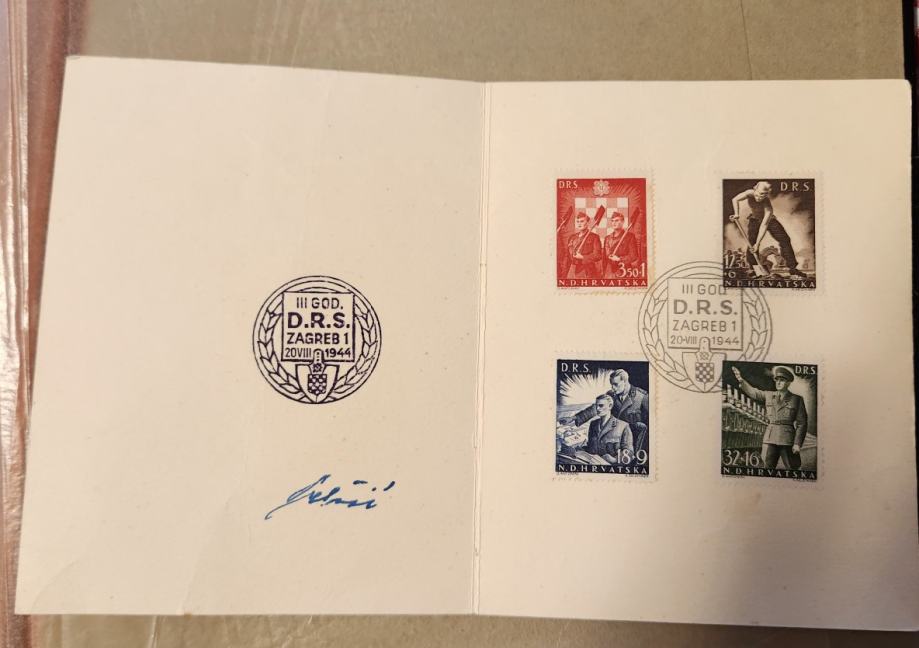 III GOD.
D.R.S.
ZAGREB 1
20·VIII 1944
D.R.S.
3.50+1
N.D.HRVATSKA
D.R.S.
N.D.HRVATSKA
III GOD.
D.R.S.
ZAGREB 1
20-VIII 1944
D.R.S.
18+9
N.D.HRVATSKA
D.R.S
32+16
N.D.HRVATSKA